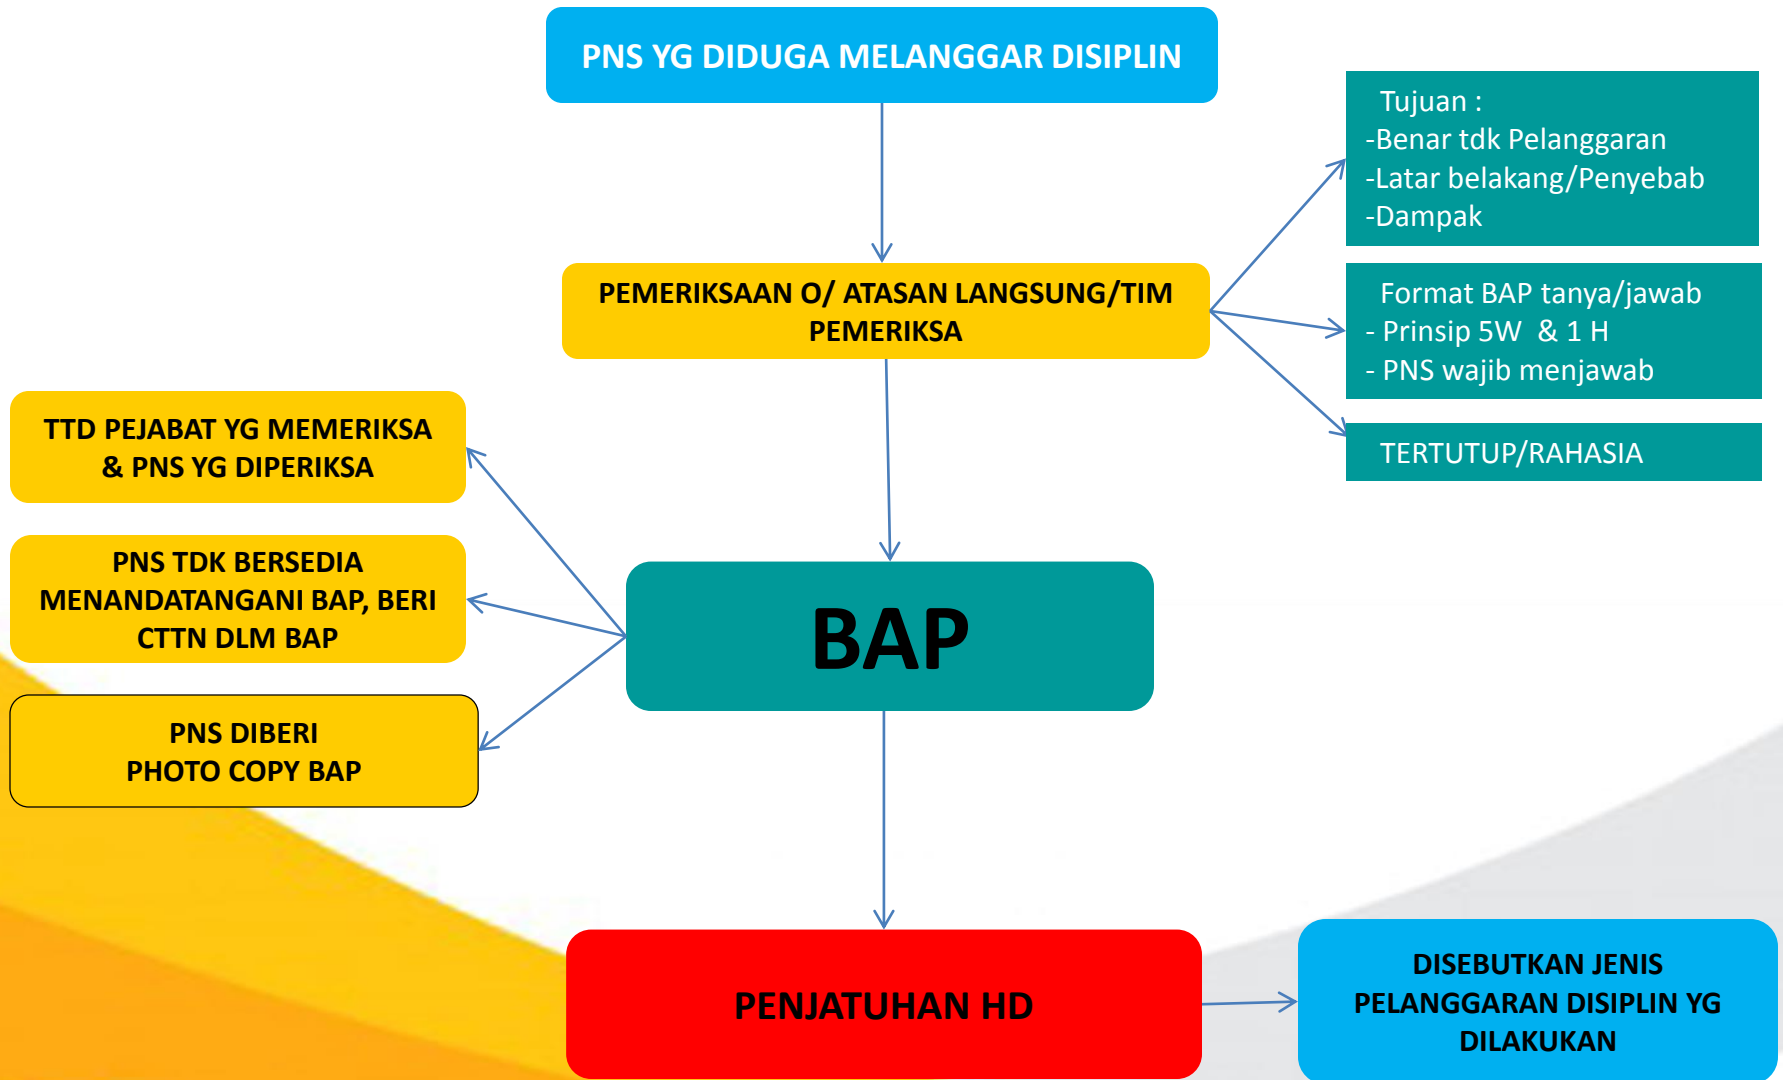 PNS YG DIDUGA MELANGGAR DISIPLIN
Tujuan :
-Benar tdk Pelanggaran
-Latar belakang/Penyebab
-Dampak
PEMERIKSAAN O/ ATASAN LANGSUNG/TIM
PEMERIKSA
Format BAP tanya/jawab
- Prinsip 5W & 1 H
- PNS wajib menjawab
TERTUTUP/RAHASIA
TTD PEJABAT YG MEMERIKSA
& PNS YG DIPERIKSA
PNS TDK BERSEDIA
MENANDATANGANI BAP, BERI
CTTN DLM BAP
BAP
PNS DIBERI
PHOTO COPY BAP
PENJATUHAN HD
DISEBUTKAN JENIS
PELANGGARAN DISIPLIN YG
DILAKUKAN